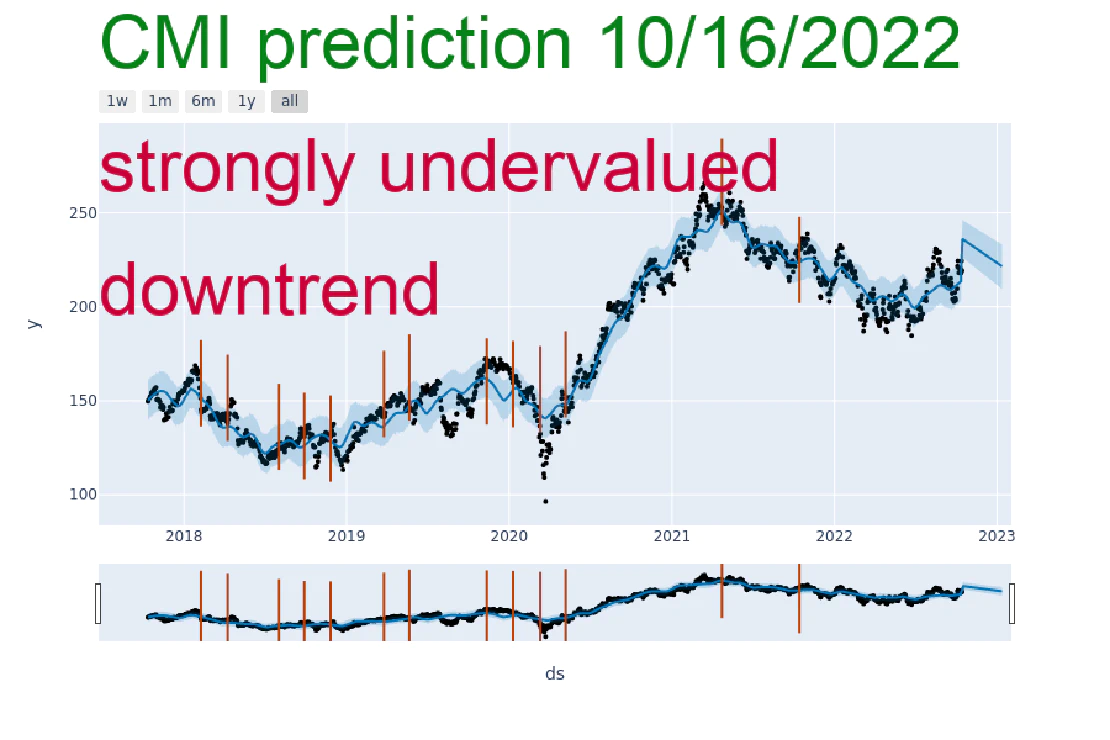 CMI prediction 10/16/2022
1w 1m 6m 1y all
strongly undervalued
250
downtrend
200
y
150
100
2018 2019 2020 2021 2022 2023
ds